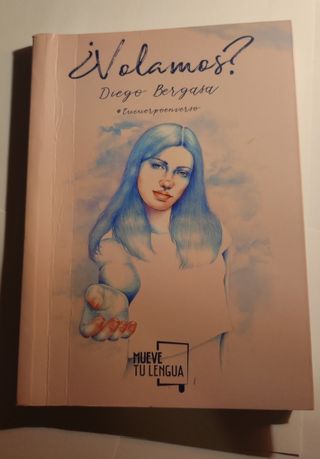 ¿Volamos?
Diego Bergasa
#tucuerpoenverso
MUEVE
TU LENGUA